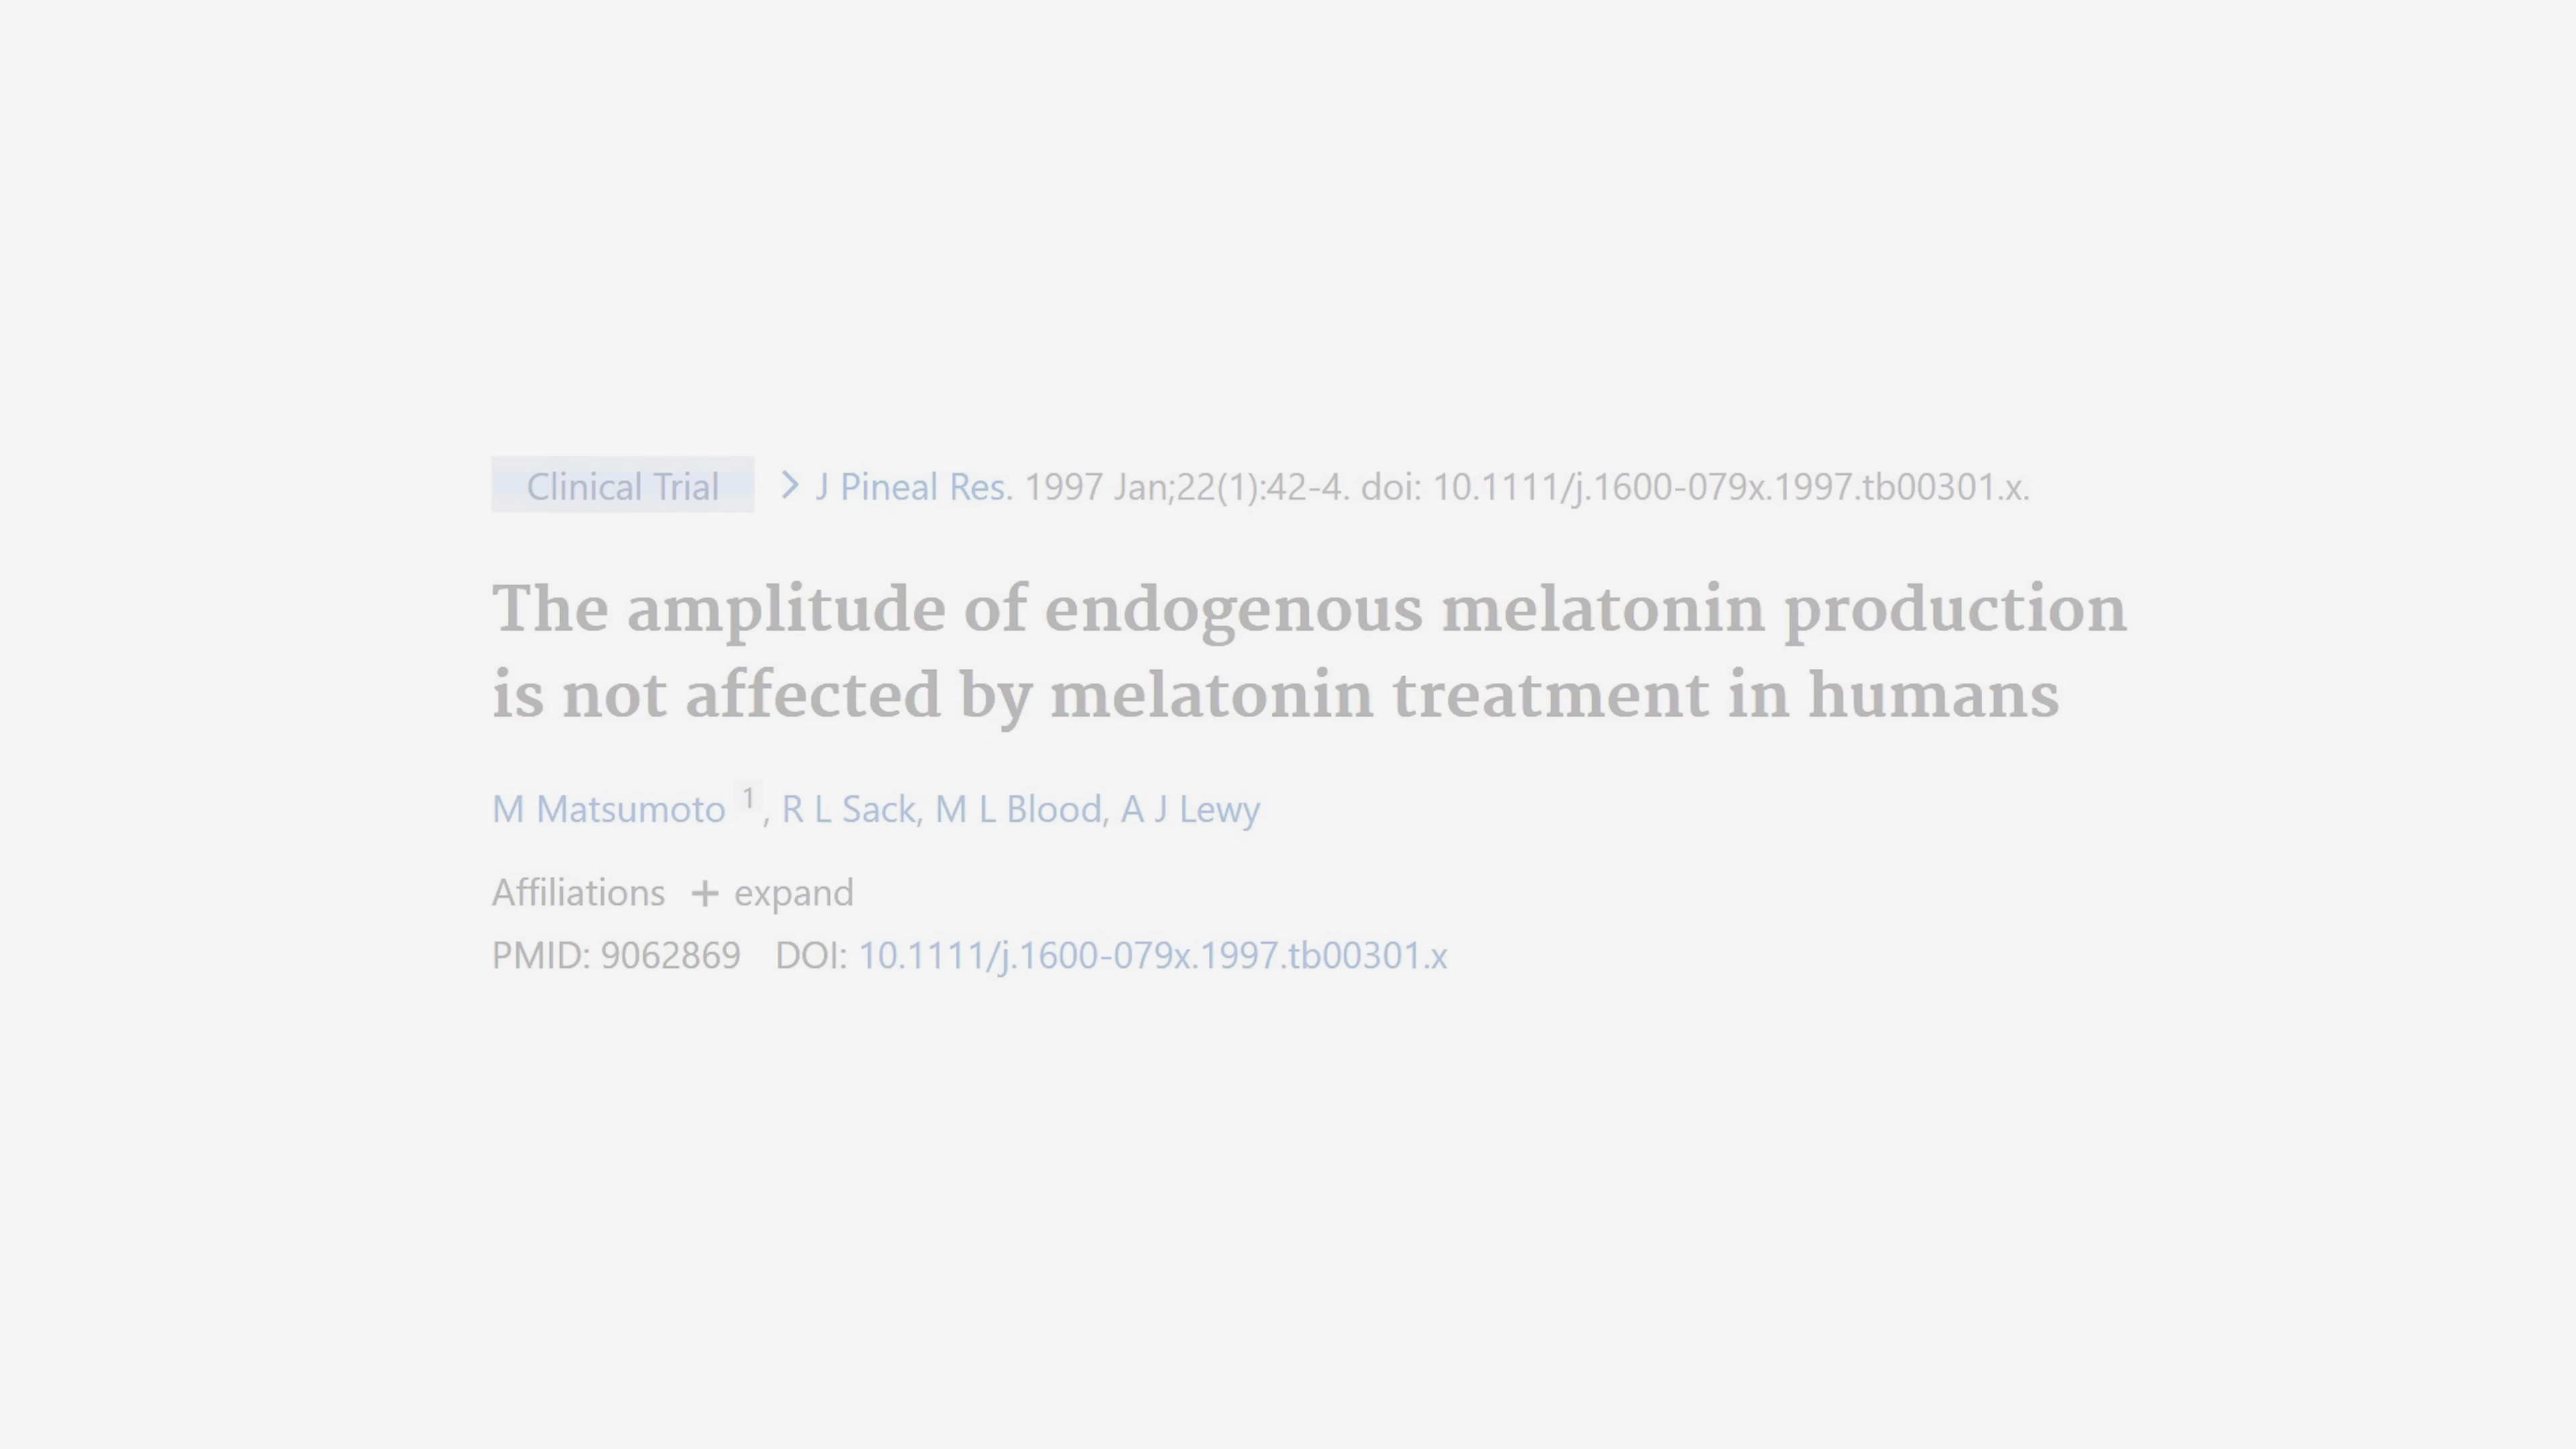 Clinical Trial > J Pineal Res. 1997 Jan;22(1):42-4. doi: 10.1111/j.1600-079x.1997.tb00301.x.
The amplitude of endogenous melatonin production
is not affected by melatonin treatment in humans
M Matsumoto 1, R L Sack, M L Blood, A J Lewy
Affiliations + expand
PMID: 9062869 DOI: 10.1111/j.1600-079x.1997.tb00301.x